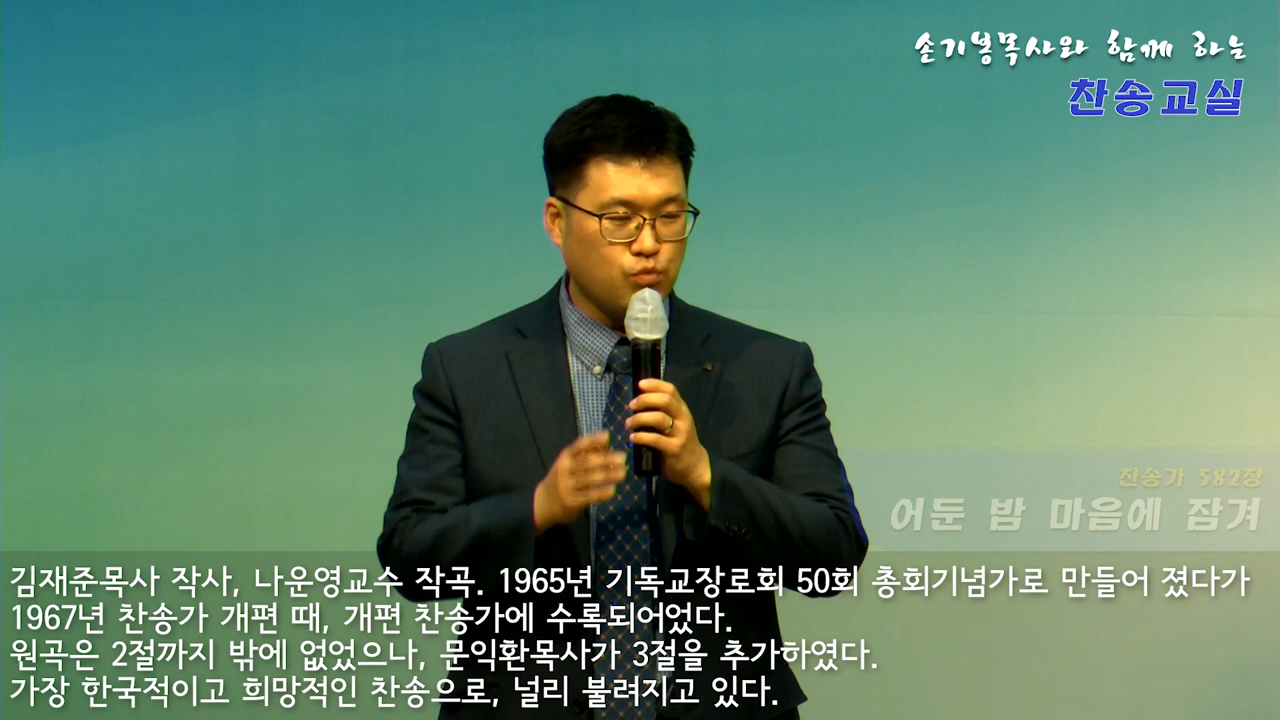 손기봉목사와 함께 하는
찬송교실
찬송가 582장
어둔 밤 마음에 잠겨
김재준목사 작사, 나운영교수 작곡. 1965년 기독교장로회 50회 총회기념가로 만들어 졌다가
1967년 찬송가 개편 때, 개편 찬송가에 수록되어었다.
원곡은 2절까지 밖에 없었으나, 문익환목사가 3절을 추가하였다.
가장 한국적이고 희망적인 찬송으로, 널리 불려지고 있다.